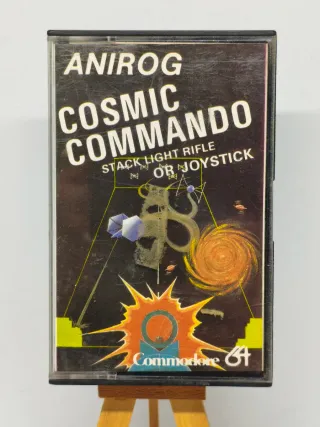 ANIROG
COSMIC
COMMANDO
STACK LIGHT RIFLE
OR JOYSTICK
Commodore 64